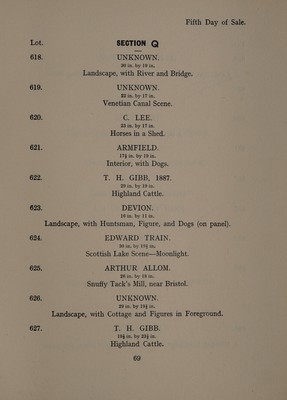 Fifth Day of Sale.
Lot. SECTION Q
618. UNKNOWN.
30 in. by 19 in.
Landscape, with River and Bridge.
619. UNKNOWN.
23 in. by 17 in.
Venetian Canal Scene.
620. C. LEE.
23 in. by 17 in.
Horses in a Shed.
621. ARMFIELD.
17½ in. by 19 in.
Interior, with Dogs.
622. T. H. GIBB, 1887.
29 in. by 19 in.
Highland Cattle.
623. DEVION.
18 in. by 11 in.
Landscape, with Huntsman, Figure, and Dogs (on panel).
624. EDWARD TRAIN.
30 in. by 19½ in.
Scottish Lake Scene—Moonlight.
625. ARTHUR ALLOM.
28 in. by 16 in.
Snuffy Tack's Mill, near Bristol.
626. UNKNOWN.
20 in. by 19½ in.
Landscape, with Cottage and Figures in Foreground.
627. T. H. GIBB.
19½ in. by 23½ in.
Highland Cattle.
69